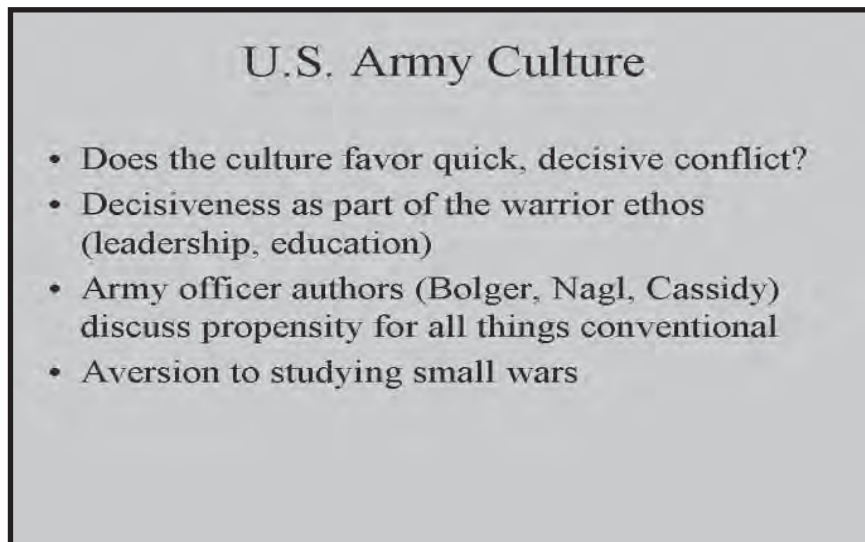 U.S. Army Culture
• Does the culture favor quick, decisive conflict?
• Decisiveness as part of the warrior ethos
(leadership, education)
• Army officer authors (Bolger, Nagl, Cassidy)
discuss propensity for all things conventional
• Aversion to studying small wars